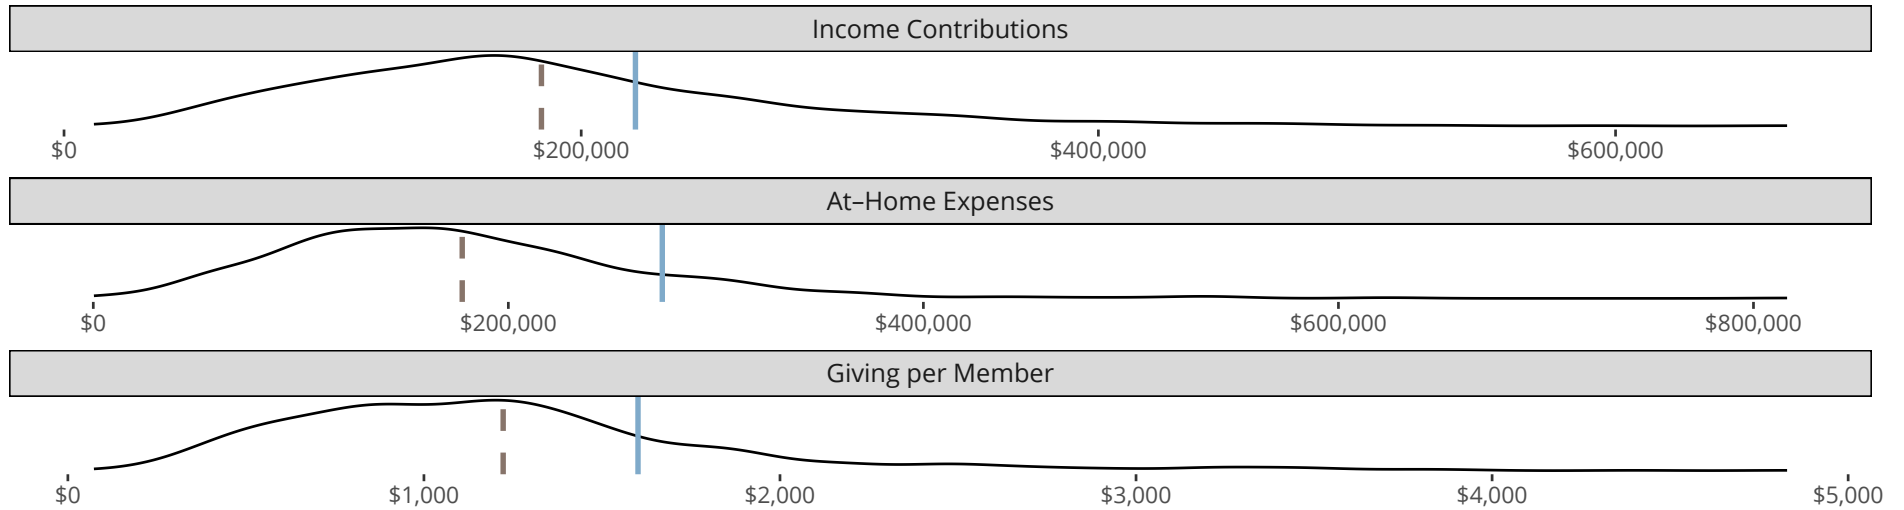 Income Contributions
$0 $200,000 $400,000 $600,000
At–Home Expenses
$0 $200,000 $400,000 $600,000 $800,000
Giving per Member
$0 $1,000 $2,000 $3,000 $4,000 $5,000